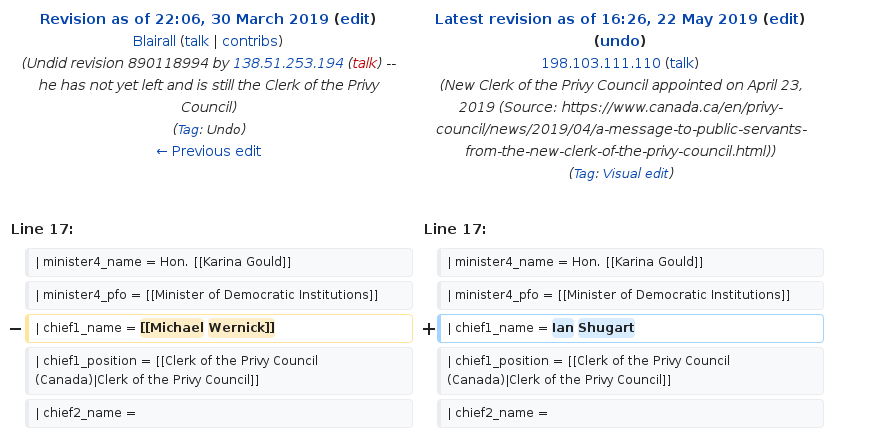 Revision as of 22:06, 30 March 2019 (edit)
Blairall (talk | contribs)
(Undid revision 890118994 by 138.51.253.194 (talk) --
he has not yet left and is still the Clerk of the Privy
Council)
(Tag: Undo)
← Previous edit
Latest revision as of 16:26, 22 May 2019 (edit)
(undo)
198.103.111.110 (talk)
(New Clerk of the Privy Council appointed on April 23,
2019 (Source: https://www.canada.ca/en/privy-
council/news/2019/04/a-message-to-public-servants-
from-the-new-clerk-of-the-privy-council.html))
(Tag: Visual edit)
Line 17:
Line 17:
| minister4_name = Hon. [[Karina Gould]]
| minister4_name = Hon. [[Karina Gould]]
| minister4_pfo = [[Minister of Democratic Institutions]]
| minister4_pfo = [[Minister of Democratic Institutions]]
− | chief1_name = [[Michael Wernick]]
+ | chief1_name = Ian Shugart
| chief1_position = [[Clerk of the Privy Council
(Canada)|Clerk of the Privy Council]]
| chief1_position = [[Clerk of the Privy Council
(Canada)|Clerk of the Privy Council]]
| chief2_name =
| chief2_name =